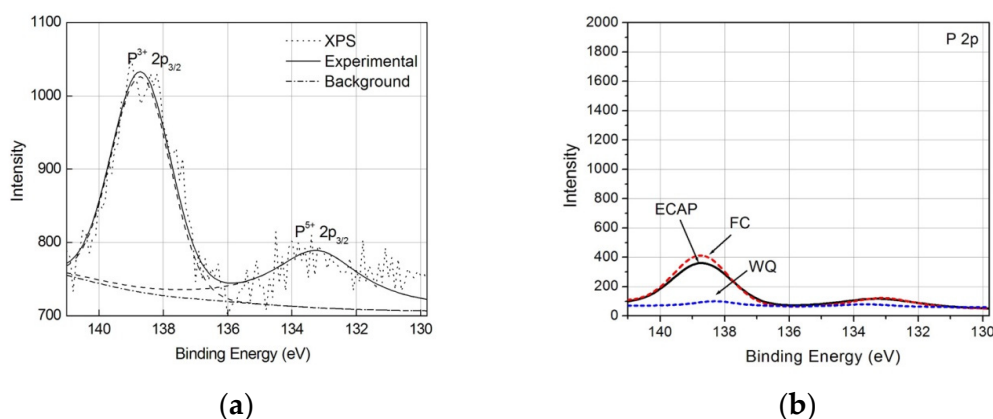 1100
1000
900
800
700
Intensity
P³⁺ 2p₃/₂
XPS
Experimental
Background
P⁵⁺ 2p₃/₂
140 138 136 134 132 130
Binding Energy (eV)
(a)
2000
1800
1600
1400
1200
1000
800
600
400
200
0
Intensity
P 2p
ECAP
FC
WQ
140 138 136 134 132 130
Binding Energy (eV)
(b)